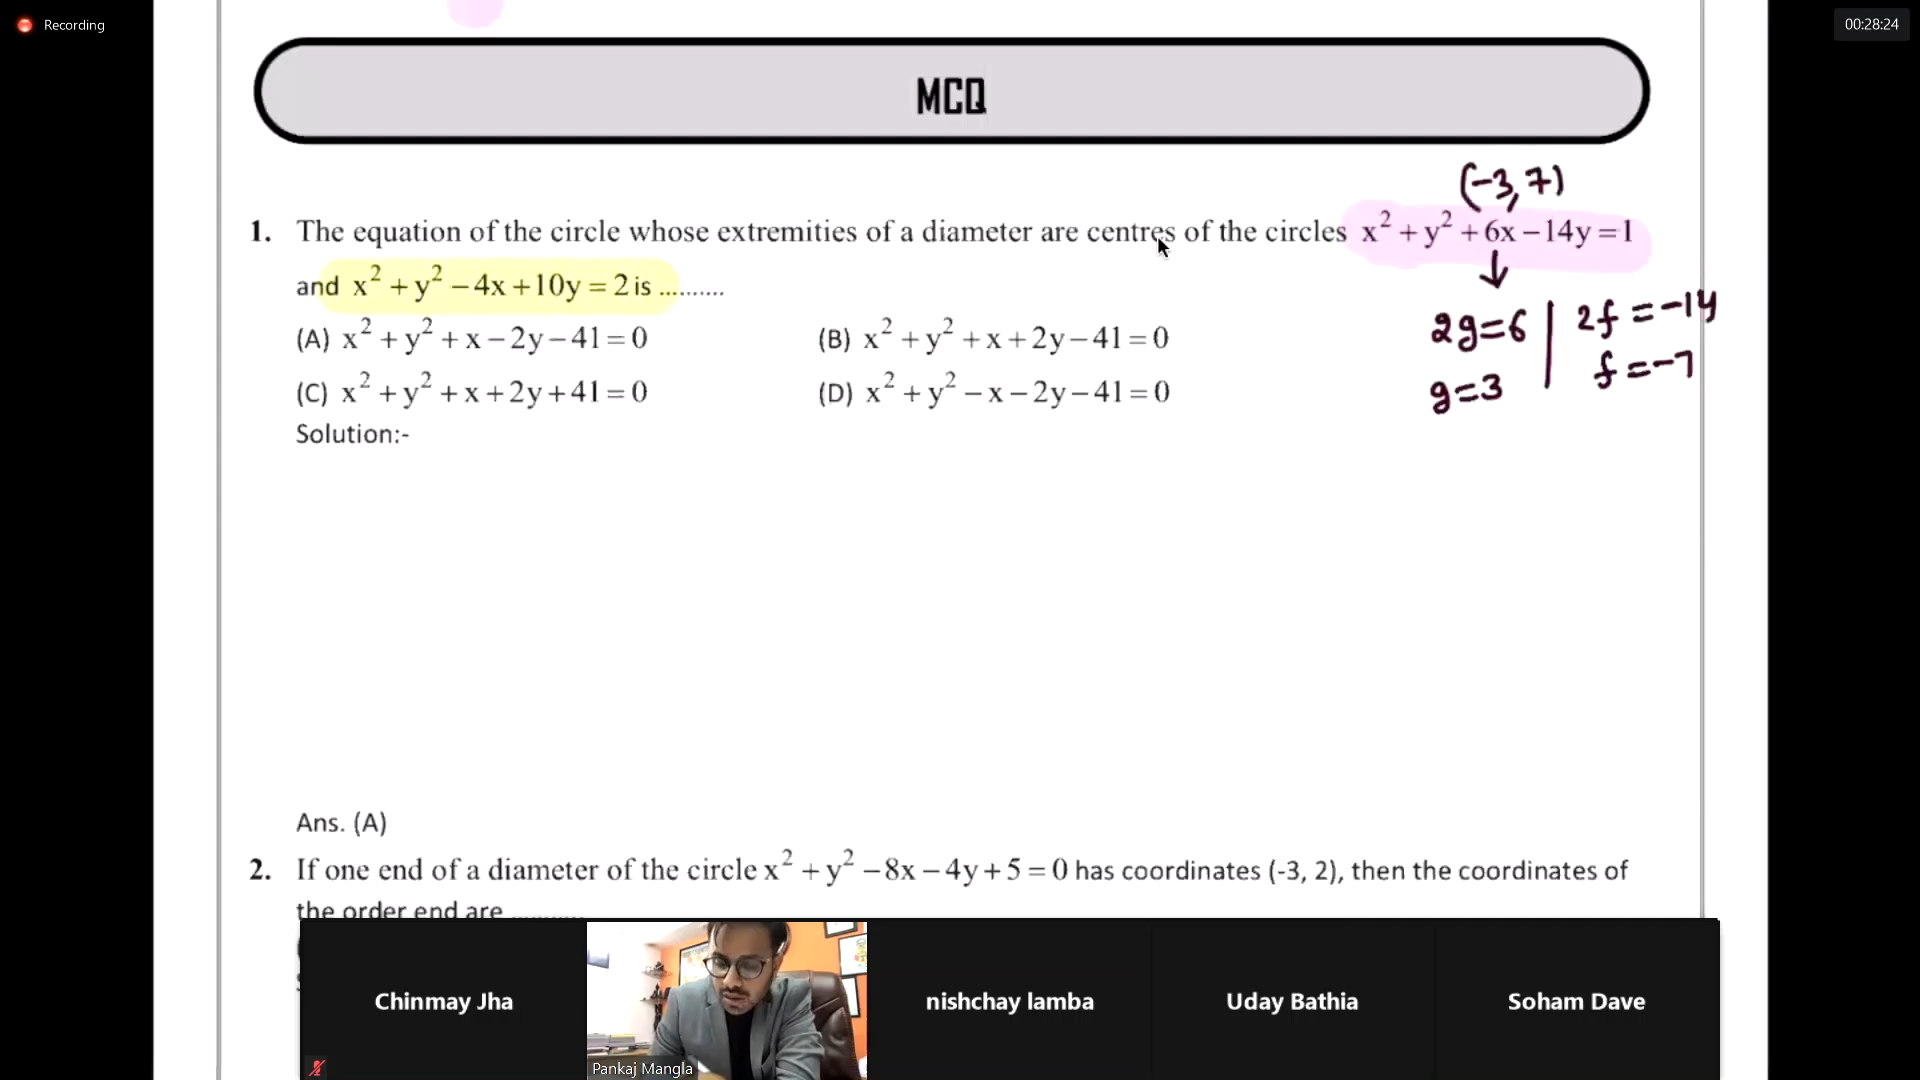 Recording
00:28:24
MCQ
(-3,7)
1. The equation of the circle whose extremities of a diameter are centres of the circles x² + y² + 6x – 14y = 1
and x² + y² – 4x + 10y = 2 is ..........
(A) x² + y² + x – 2y – 41 = 0 (B) x² + y² + x + 2y – 41 = 0
(C) x² + y² + x + 2y + 41 = 0 (D) x² + y² – x – 2y – 41 = 0
↓
2g=6 | 2f=-14
g=3 | f=-7
Solution:-
Ans. (A)
2. If one end of a diameter of the circle x² + y² – 8x – 4y + 5 = 0 has coordinates (-3, 2), then the coordinates of
the order end are ..........
Chinmay Jha
Pankaj Mangla
nishchay lamba
Uday Bathia
Soham Dave